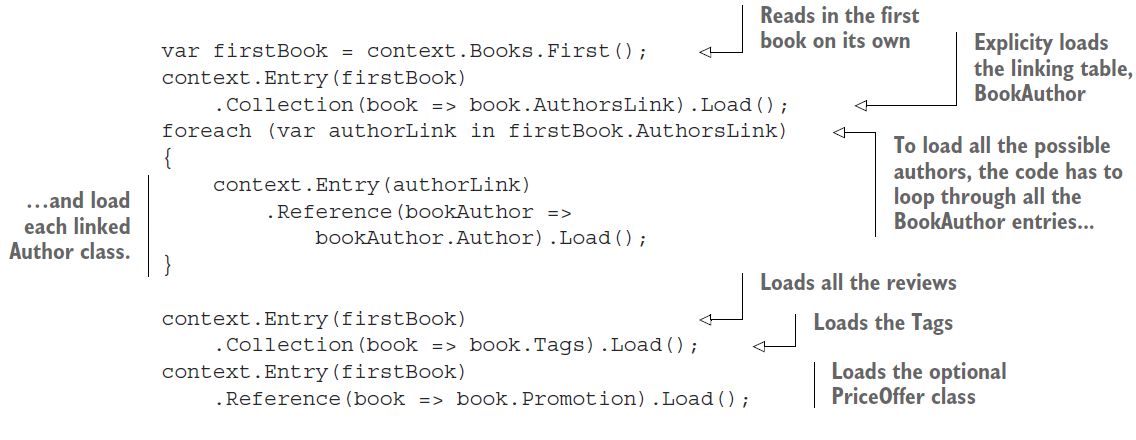 Reads in the first
book on its own
var firstBook = context.Books.First();
Explicity loads
the linking table,
BookAuthor
context.Entry(firstBook)
.Collection(book => book.AuthorsLink).Load();
foreach (var authorLink in firstBook.AuthorsLink)
To load all the possible
authors, the code has to
loop through all the
BookAuthor entries...
{
context.Entry(authorLink)
.Reference(bookAuthor =>
bookAuthor.Author).Load();
}
...and load
each linked
Author class.
Loads all the reviews
context.Entry(firstBook)
.Collection(book => book.Tags).Load();
Loads the Tags
context.Entry(firstBook)
.Reference(book => book.Promotion).Load();
Loads the optional
PriceOffer class